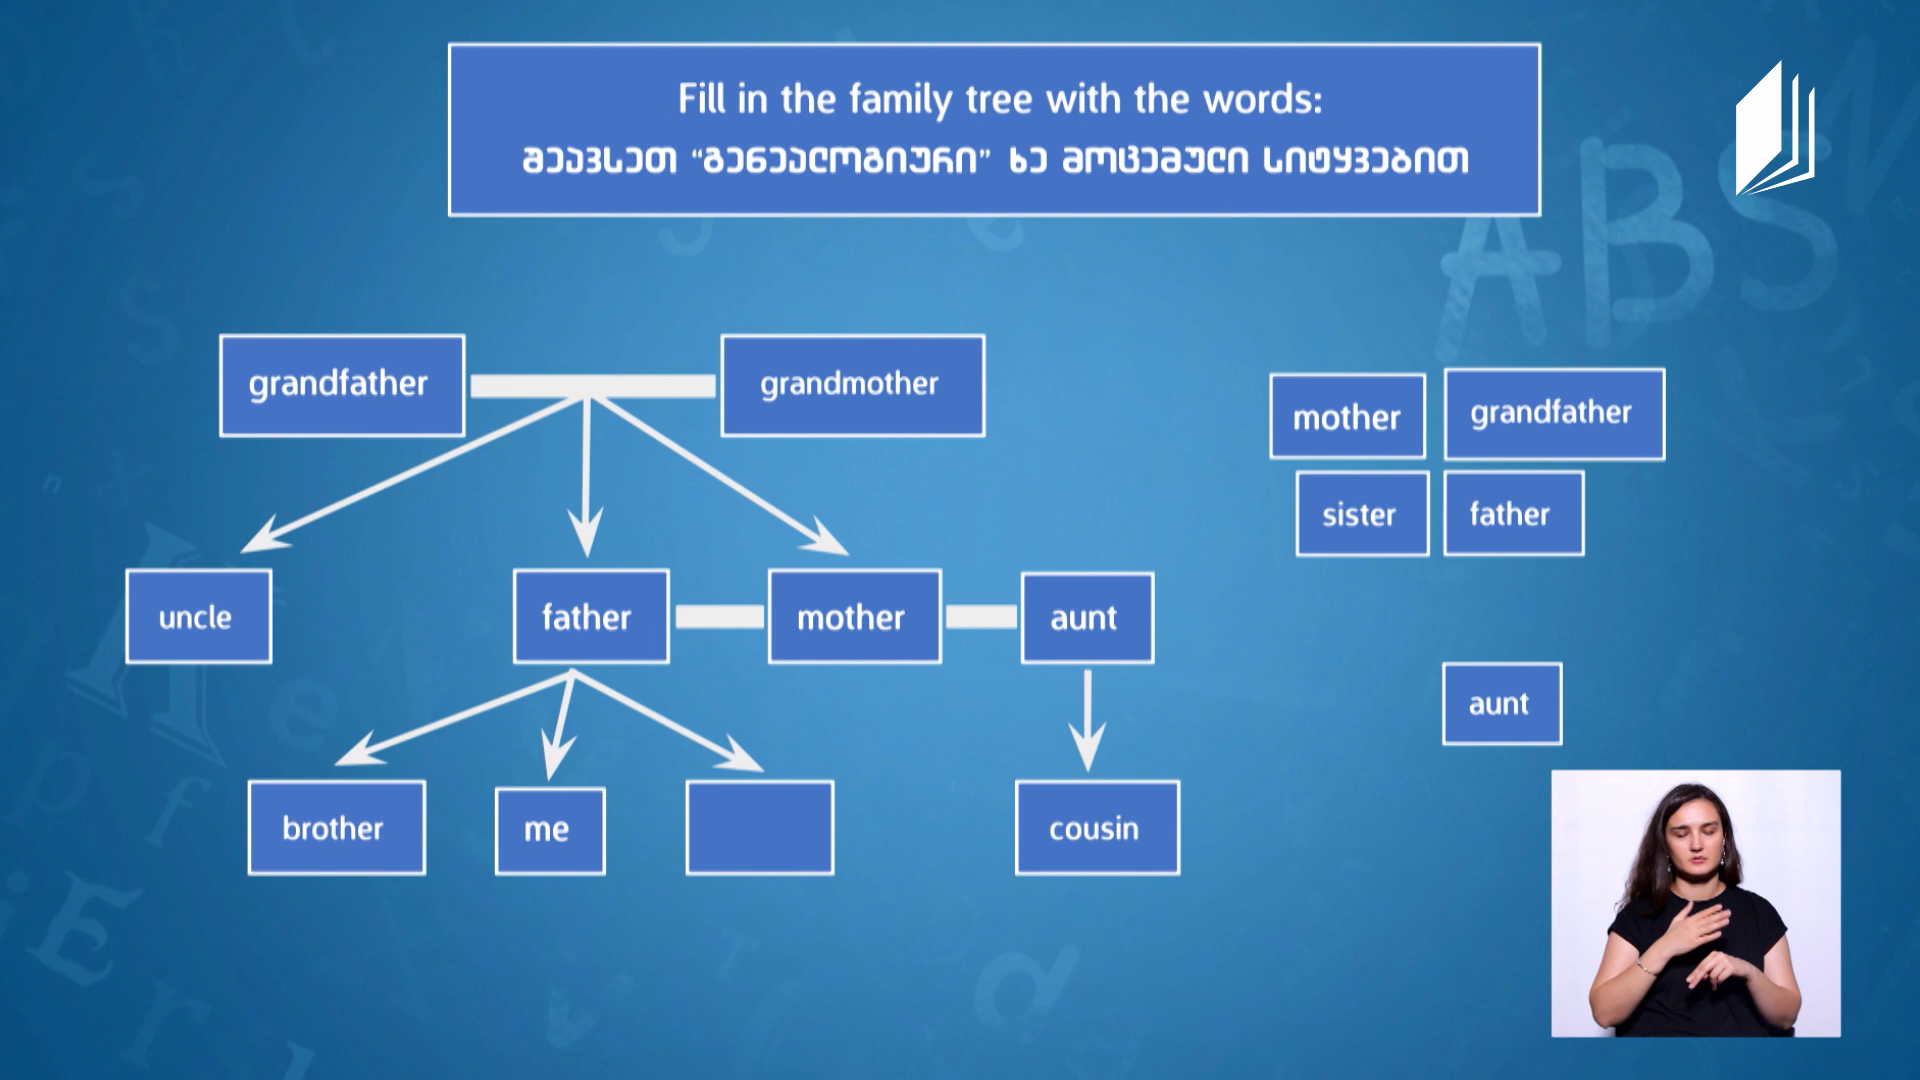 Fill in the family tree with the words:
შეავსეთ “გენეალოგიური” ხე მოცემული სიტყვებით
grandfather
grandmother
mother
grandfather
sister
father
uncle
father
mother
aunt
aunt
brother
me
cousin
ABS